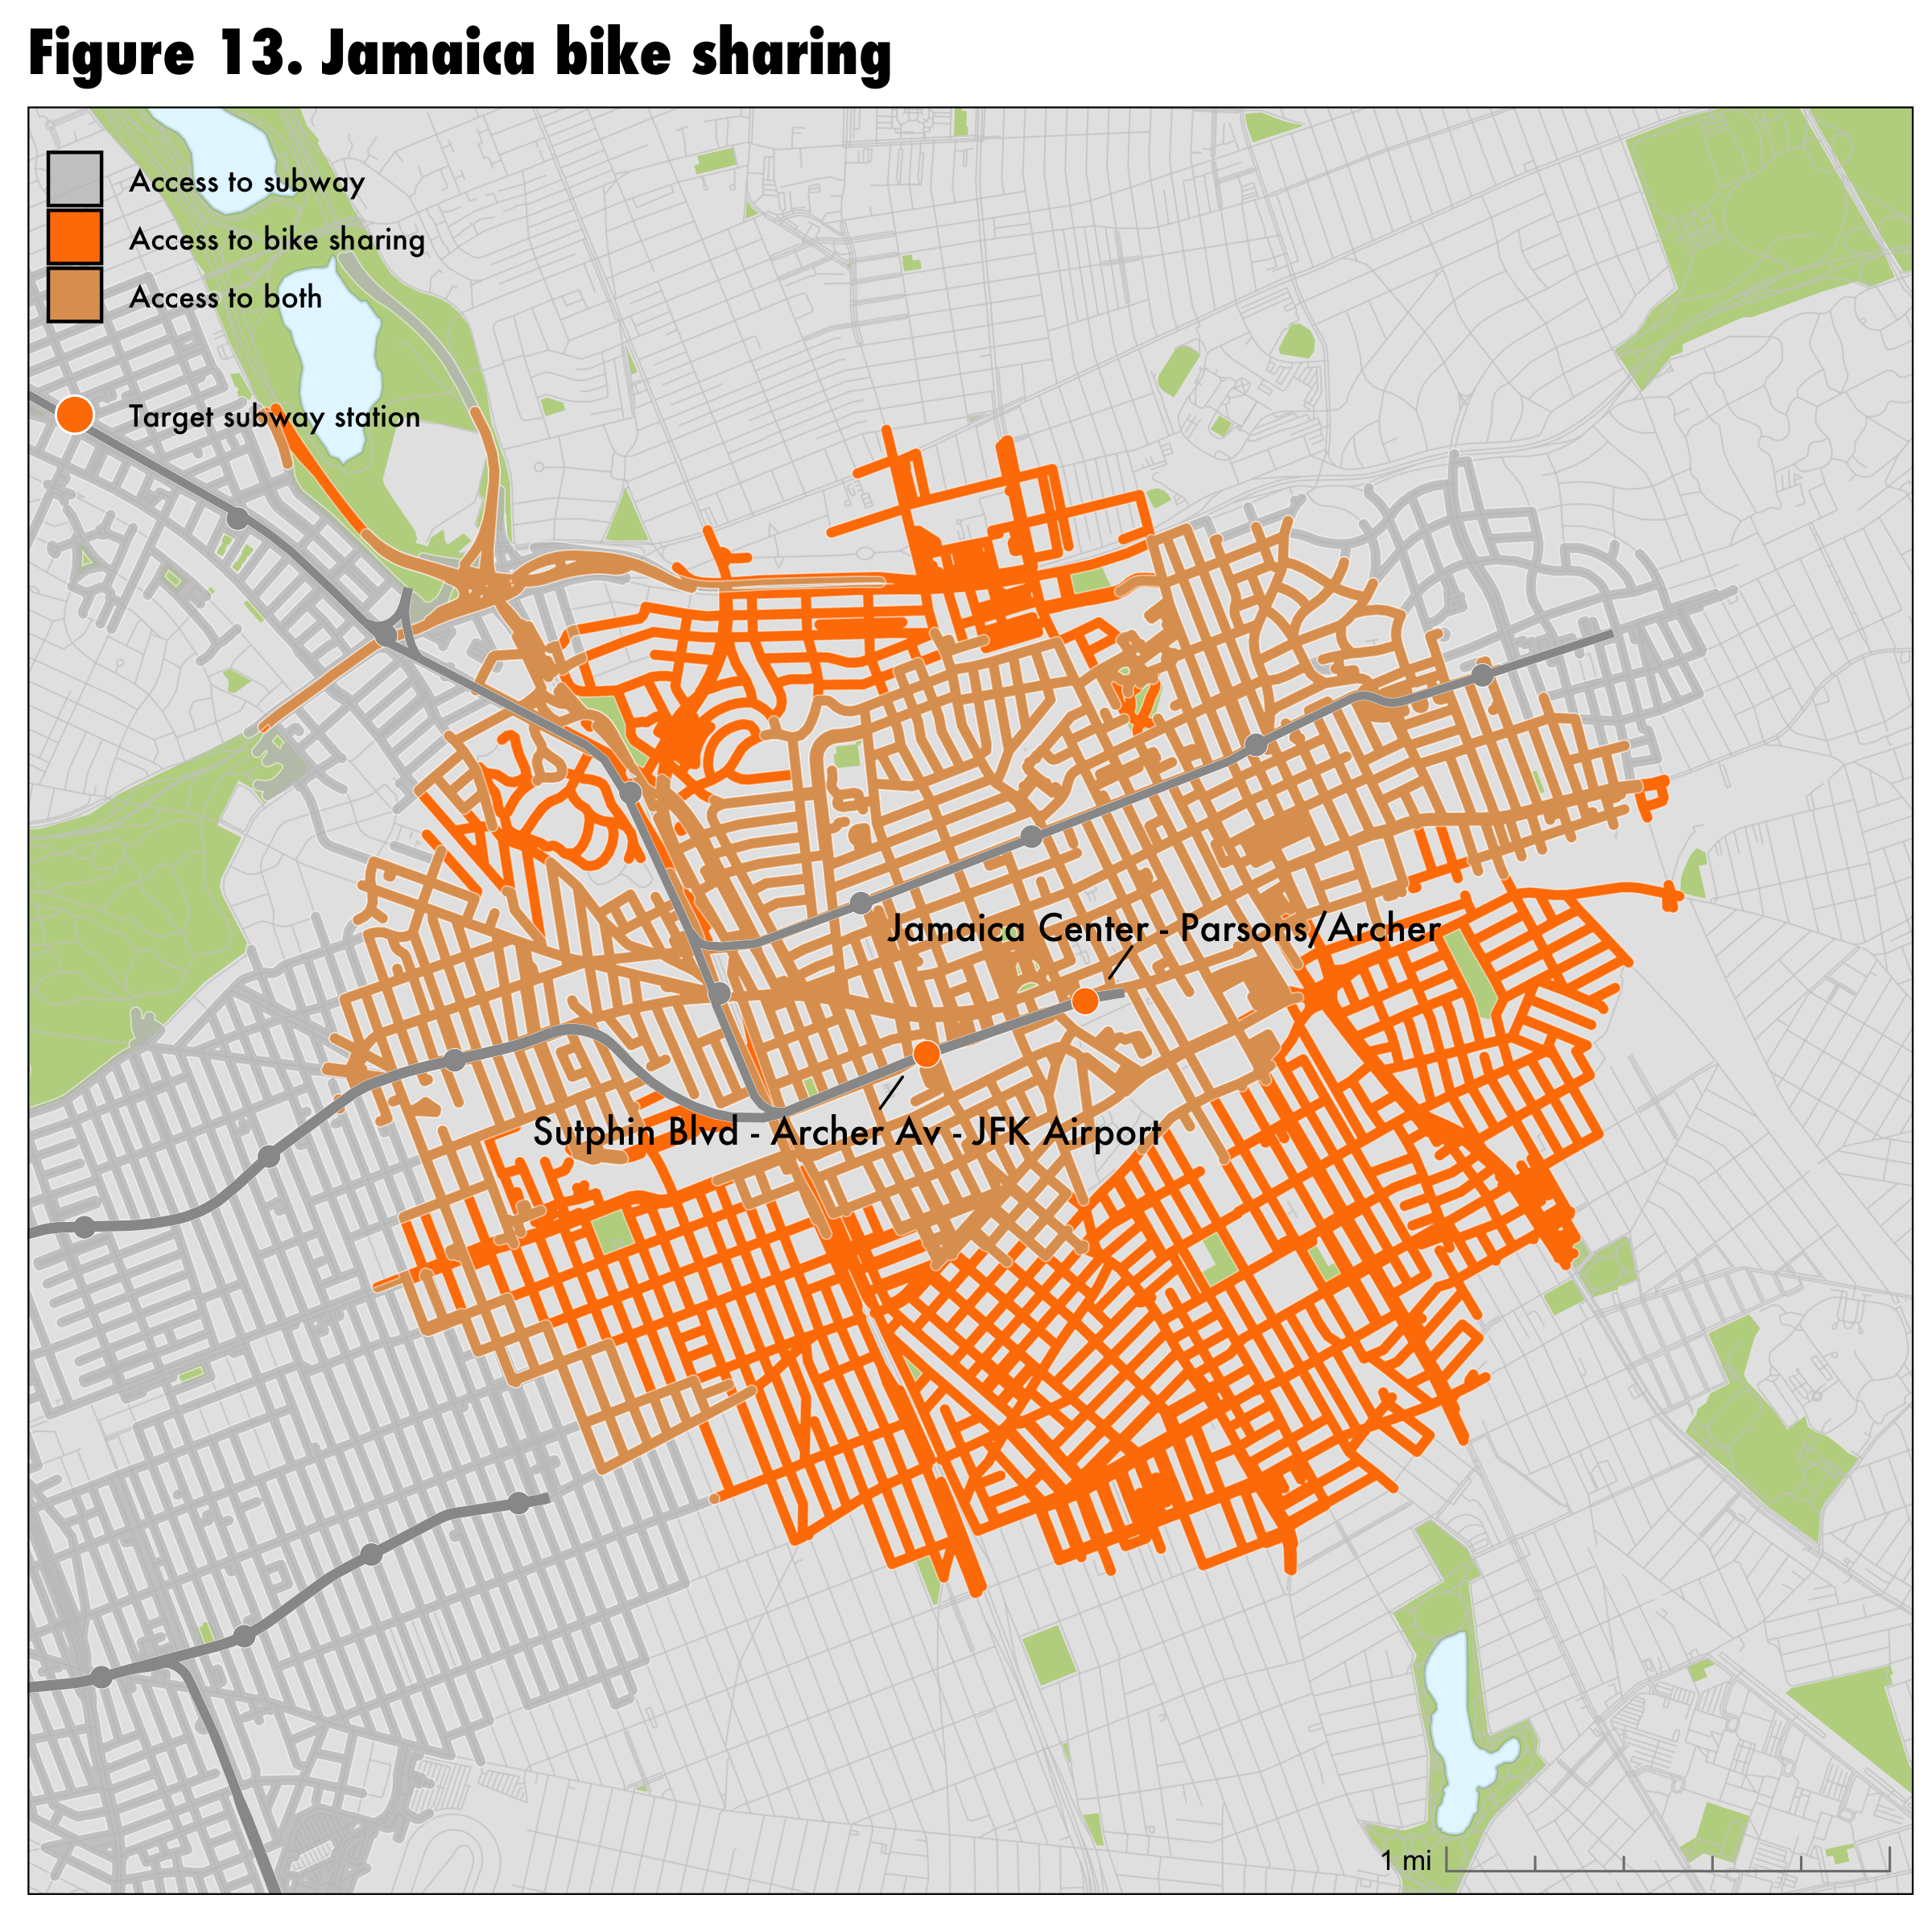 Figure 13. Jamaica bike sharing
Access to subway
Access to bike sharing
Access to both
Target subway station
Jamaica Center - Parsons/Archer
Sutphin Blvd - Archer Av - JFK Airport
1 mi